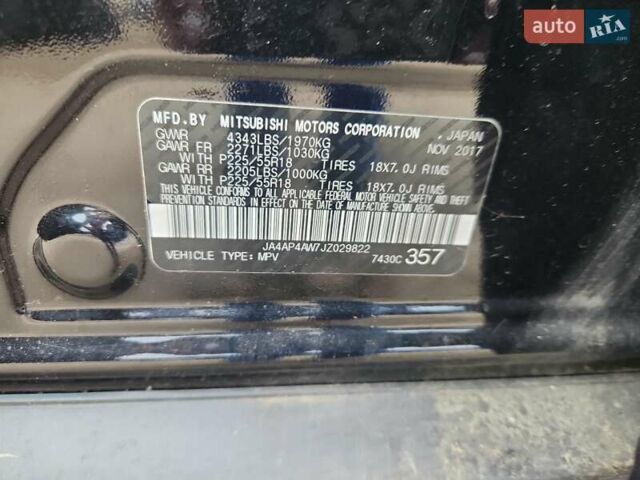 auto RIA.com
MFD.BY MITSUBISHI MOTORS CORPORATION , JAPAN
GVWR 4343LBS/1970KG NOV 2017
GAWR FR 2271LBS/1030KG
WITH P225/55R18 TIRES 18X7.0J RIMS
GAWR RR 2205LBS/1000KG
WITH P225/55R18 TIRES 18X7.0J RIMS
THIS VEHICLE CONFORMS TO ALL APPLICABLE FEDERAL MOTOR VEHICLE SAFETY AND THEFT
PREVENTION STANDARDS IN EFFECT ON THE DATE OF MANUFACTURE SHOWN ABOVE.
JA4AP4AW7JZ029822
VEHICLE TYPE: MPV 7430C 357